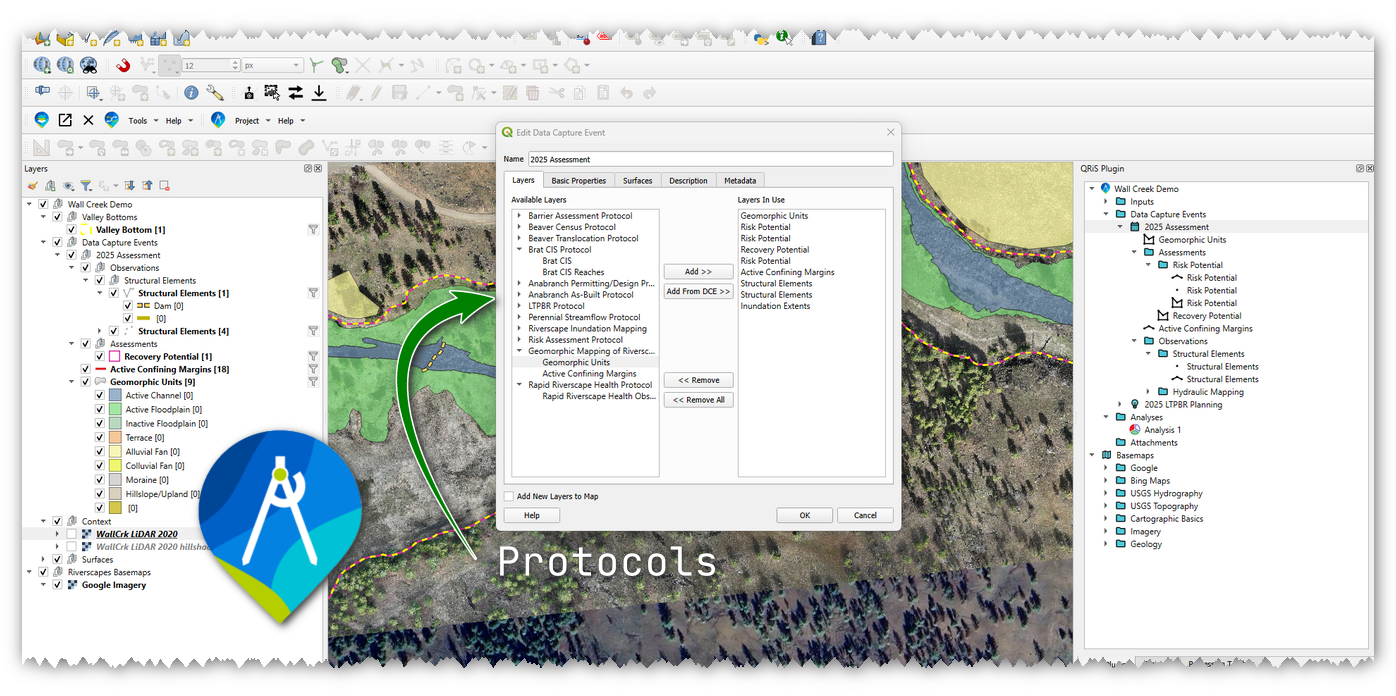 12
px
Tools
Help
Project
Help
Layers
Wall Creek Demo
Valley Bottoms
Valley Bottom [1]
Data Capture Events
2025 Assessment
Observations
Structural Elements
Structural Elements [1]
Dam [0]
[0]
Structural Elements [4]
Assessments
Recovery Potential [1]
Active Confining Margins [18]
Geomorphic Units [9]
Active Channel [0]
Active Floodplain [0]
Inactive Floodplain [0]
Terrace [0]
Alluvial Fan [0]
Colluvial Fan [0]
Moraine [0]
Hillslope/Upland [0]
[0]
Context
WallCrk LiDAR 2020
WallCrk LiDAR 2020 hillsha
Surfaces
Riverscapes Basemaps
Google Imagery
Edit Data Capture Event
Name
2025 Assessment
Layers
Basic Properties
Surfaces
Description
Metadata
Available Layers
Barrier Assessment Protocol
Beaver Census Protocol
Beaver Translocation Protocol
Brat CIS Protocol
Brat CIS
Brat CIS Reaches
Anabranch Permitting/Design Pr...
Anabranch As-Built Protocol
LTPBR Protocol
Perennial Streamflow Protocol
Riverscape Inundation Mapping
Risk Assessment Protocol
Geomorphic Mapping of Riversc...
Geomorphic Units
Active Confining Margins
Rapid Riverscape Health Protocol
Rapid Riverscape Health Obs...
Add >>
Add From DCE >>
<< Remove
<< Remove All
Layers In Use
Geomorphic Units
Risk Potential
Risk Potential
Recovery Potential
Risk Potential
Active Confining Margins
Structural Elements
Structural Elements
Inundation Extents
Add New Layers to Map
Help
OK
Cancel
Protocols
QRiS Plugin
Wall Creek Demo
Inputs
Data Capture Events
2025 Assessment
Geomorphic Units
Assessments
Risk Potential
Risk Potential
Risk Potential
Risk Potential
Recovery Potential
Active Confining Margins
Observations
Structural Elements
Structural Elements
Structural Elements
Hydraulic Mapping
2025 LTPBR Planning
Analyses
Analysis 1
Attachments
Basemaps
Google
Bing Maps
USGS Hydrography
USGS Topography
Cartographic Basics
Imagery
Geology